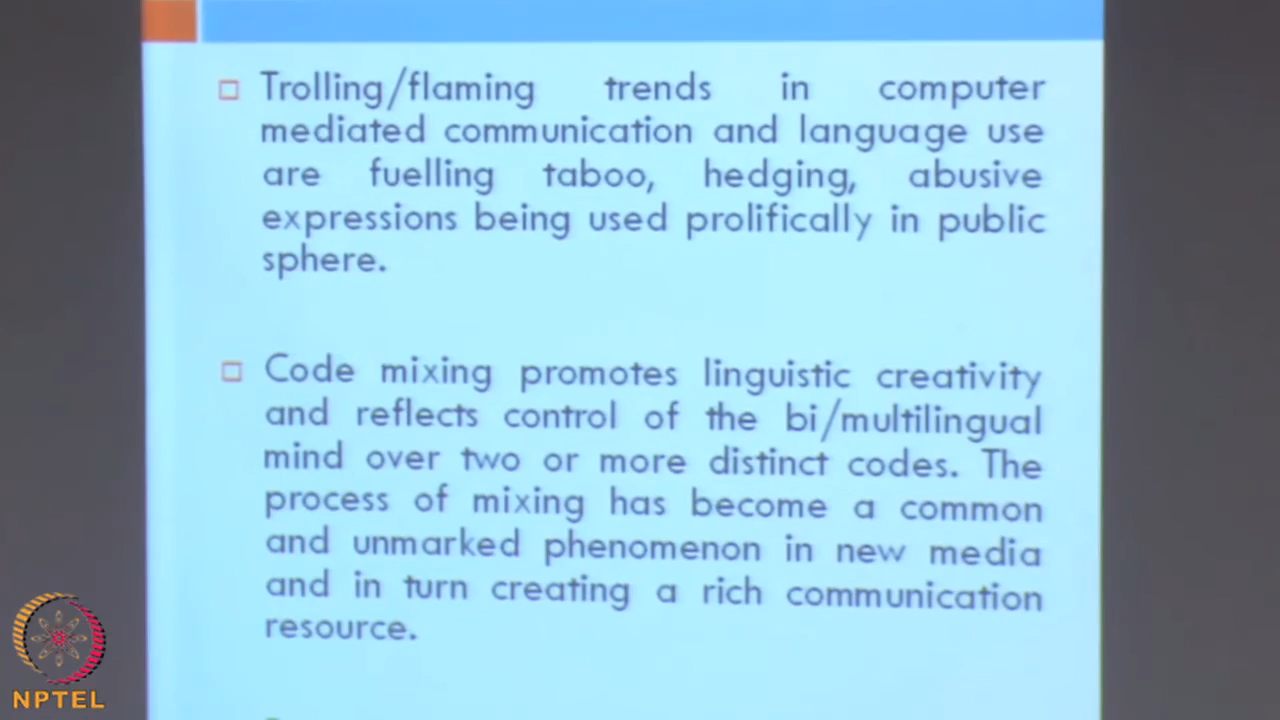 Trolling/flaming trends in computer
mediated communication and language use
are fuelling taboo, hedging, abusive
expressions being used prolifically in public
sphere.
Code mixing promotes linguistic creativity
and reflects control of the bi/multilingual
mind over two or more distinct codes. The
process of mixing has become a common
and unmarked phenomenon in new media
and in turn creating a rich communication
resource.
NPTEL